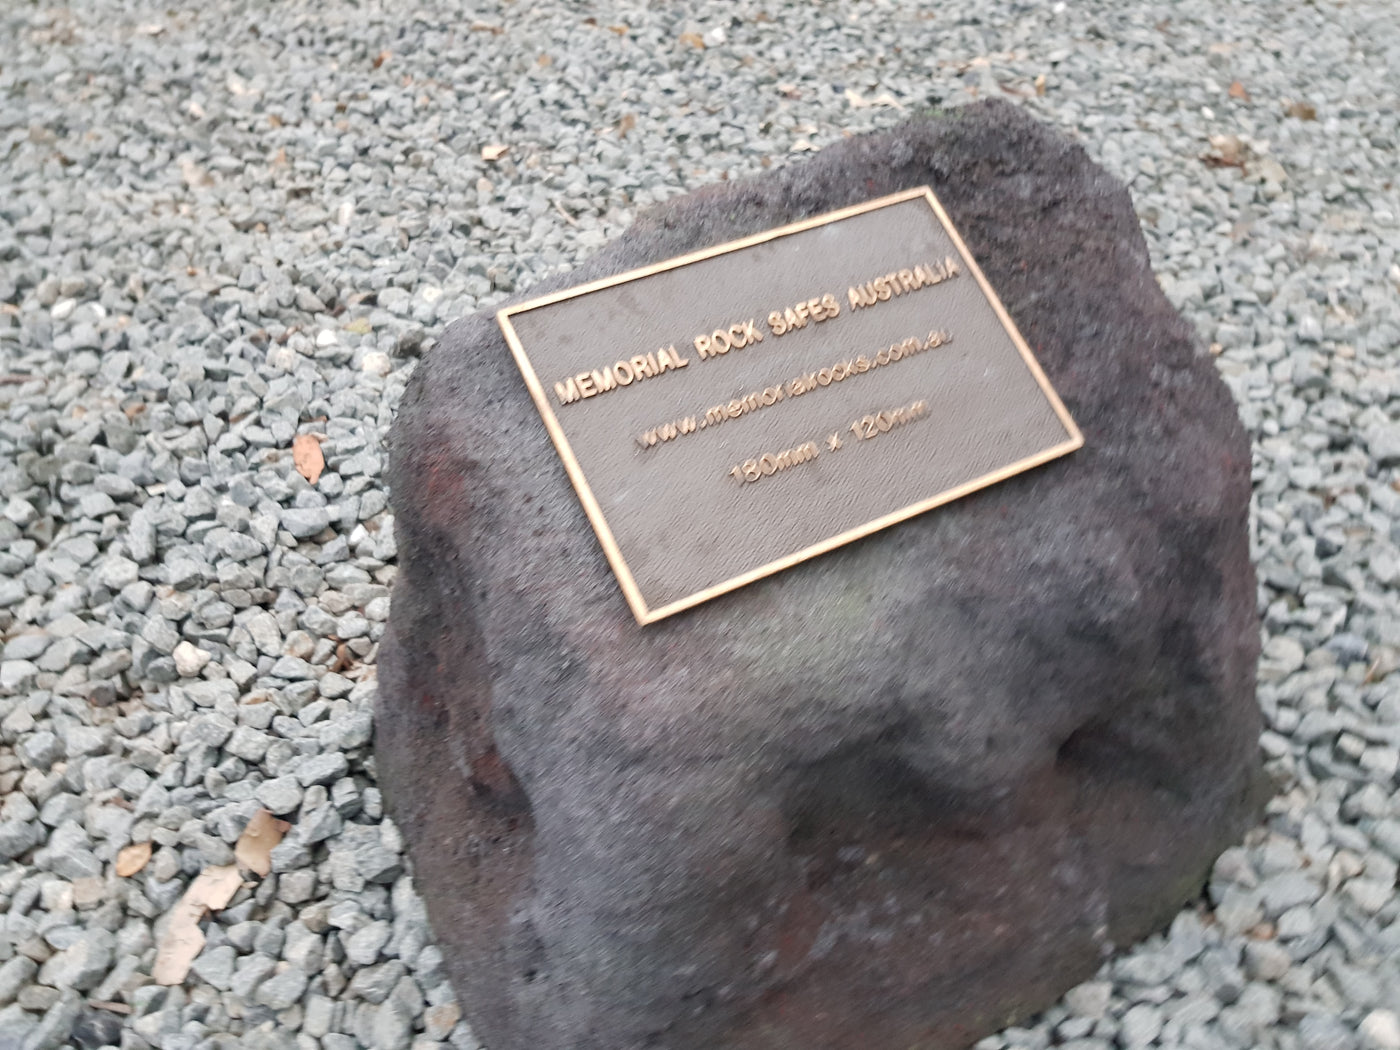 MEMORIAL ROCK SAFES AUSTRALIA
www.memorialrocks.com.au
180mm x 120mm